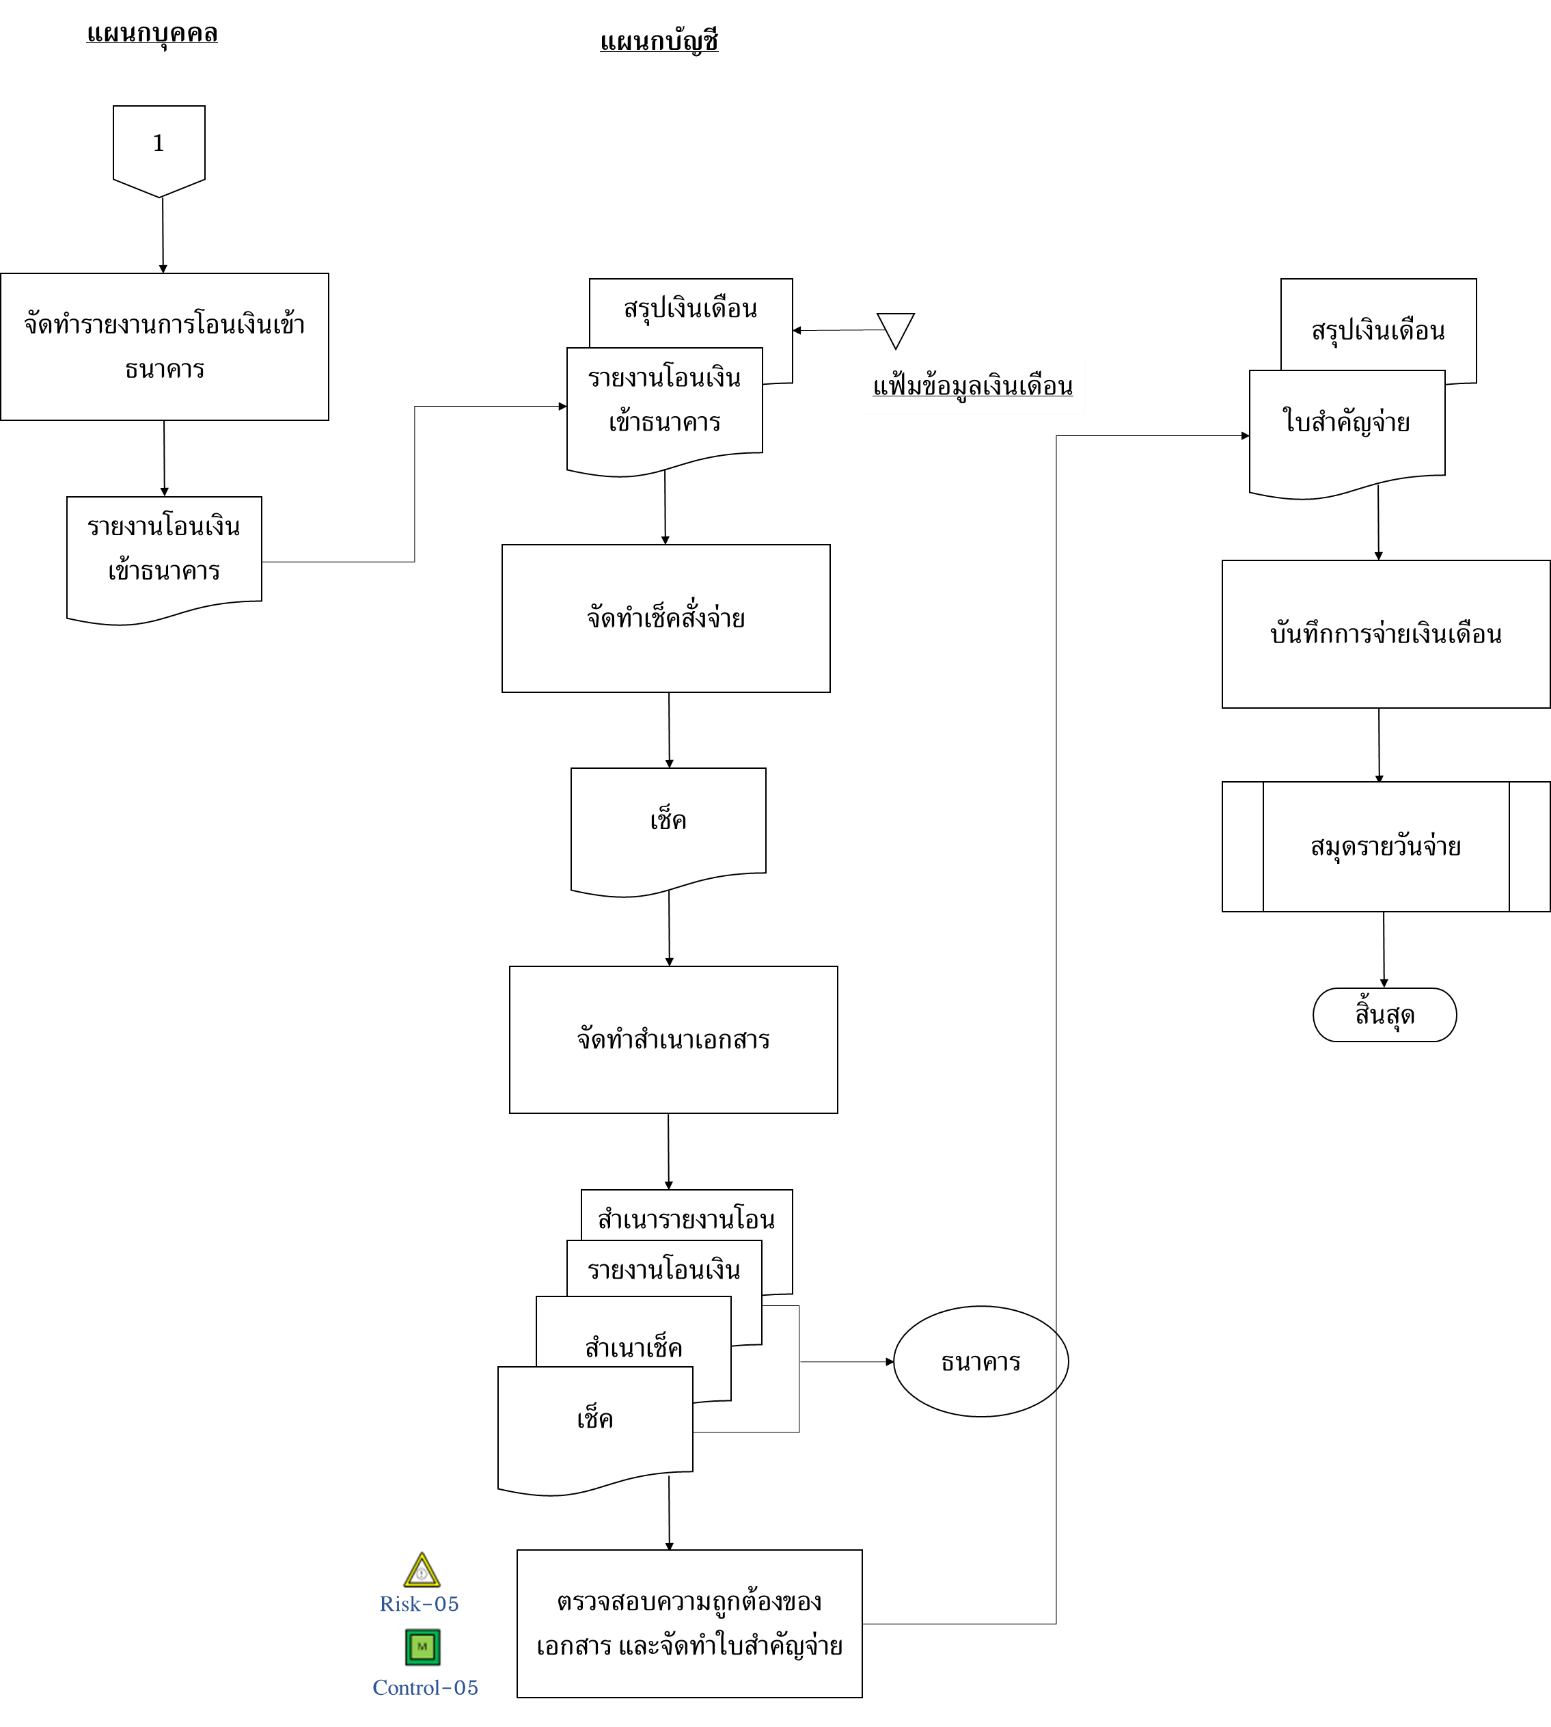 แผนกบุคคล
แผนกบัญชี
1
จัดทำรายงานการโอนเงินเข้า
ธนาคาร
รายงานโอนเงิน
เข้าธนาคาร
สรุปเงินเดือน
รายงานโอนเงิน
เข้าธนาคาร
แฟ้มข้อมูลเงินเดือน
จัดทำเช็คสั่งจ่าย
เช็ค
จัดทำสำเนาเอกสาร
สำเนารายงานโอน
รายงานโอนเงิน
สำเนาเช็ค
เช็ค
ธนาคาร
Risk-05
M
Control-05
ตรวจสอบความถูกต้องของ
เอกสาร และจัดทำใบสำคัญจ่าย
สรุปเงินเดือน
ใบสำคัญจ่าย
บันทึกการจ่ายเงินเดือน
สมุดรายวันจ่าย
สิ้นสุด